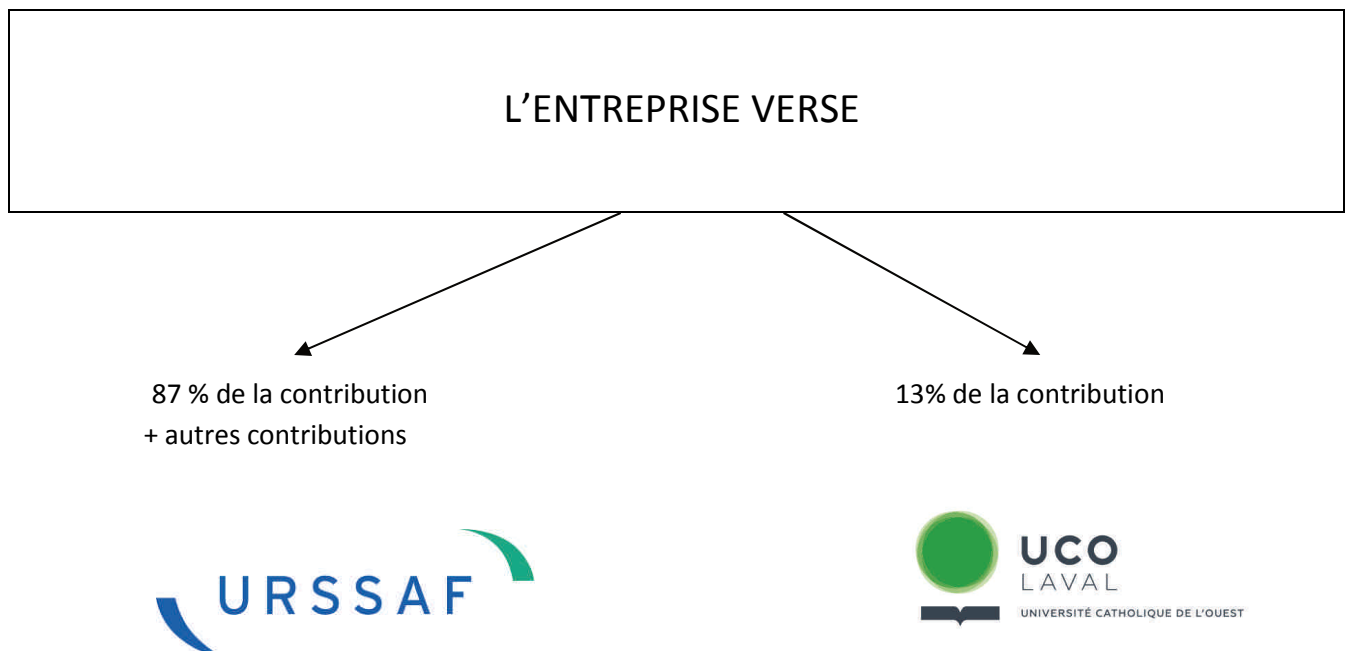 L’ENTREPRISE VERSE
87 % de la contribution
+ autres contributions
13% de la contribution
URSSAF
UCO
LAVAL
UNIVERSITÉ CATHOLIQUE DE L’OUEST